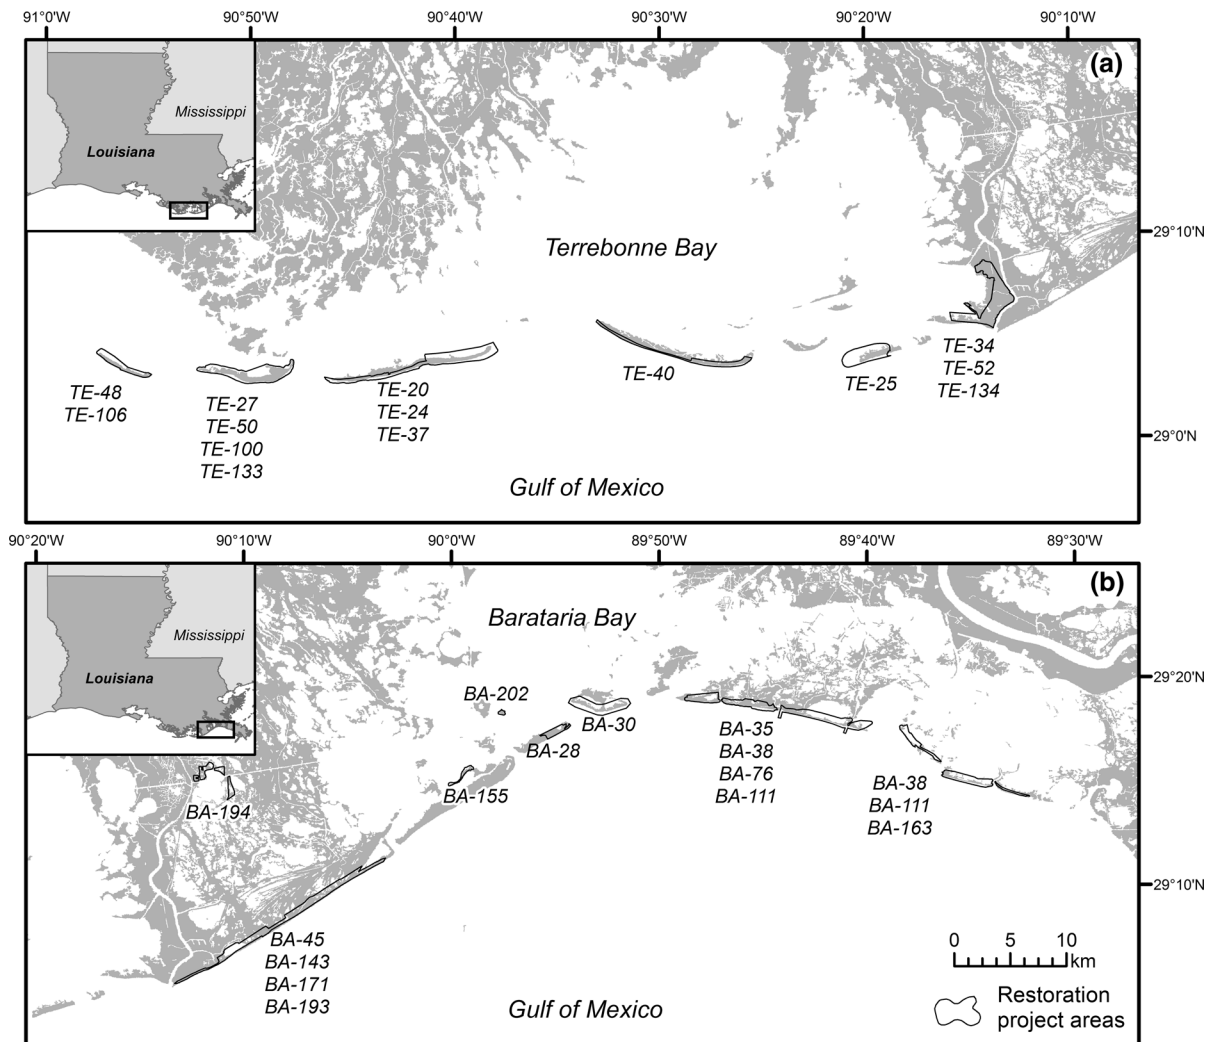 91°0'W 90°50'W 90°40'W 90°30'W 90°20'W 90°10'W
(a)
Mississippi
Louisiana
Terrebonne Bay
29°10'N
TE-48
TE-106
TE-27
TE-50
TE-100
TE-133
TE-20
TE-24
TE-37
TE-40
TE-25
TE-34
TE-52
TE-134
29°0'N
Gulf of Mexico
90°20'W 90°10'W 90°0'W 89°50'W 89°40'W 89°30'W
(b)
Mississippi
Louisiana
Barataria Bay
29°20'N
BA-202
BA-30
BA-28
BA-155
BA-194
BA-35
BA-38
BA-76
BA-111
BA-38
BA-111
BA-163
29°10'N
BA-45
BA-143
BA-171
BA-193
Gulf of Mexico
0 5 10
km
Restoration
project areas